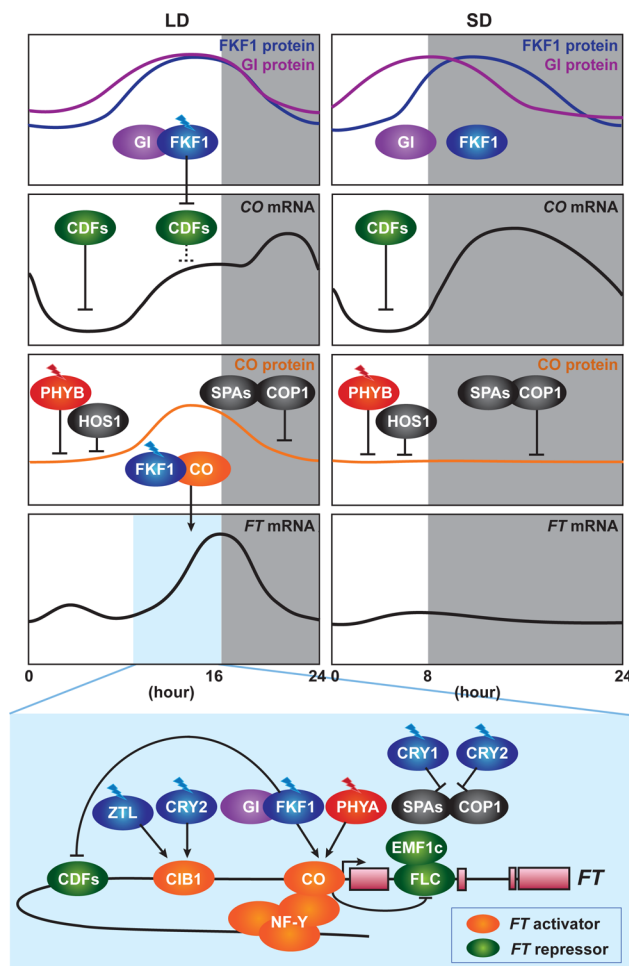 LD
SD
FKF1 protein
GI protein
GI
FKF1
FKF1 protein
GI protein
GI
FKF1
CO mRNA
CDFs
CDFs
CO mRNA
CDFs
CO protein
PHYB
HOS1
SPAs
COP1
FKF1
CO
CO protein
PHYB
HOS1
SPAs
COP1
FT mRNA
FT mRNA
0 16 24
(hour)
0 8 24
(hour)
CRY1
CRY2
ZTL
CRY2
GI
FKF1
PHYA
SPAs
COP1
EMF1c
CDFs
CIB1
CO
FLC
FT
NF-Y
FT activator
FT repressor